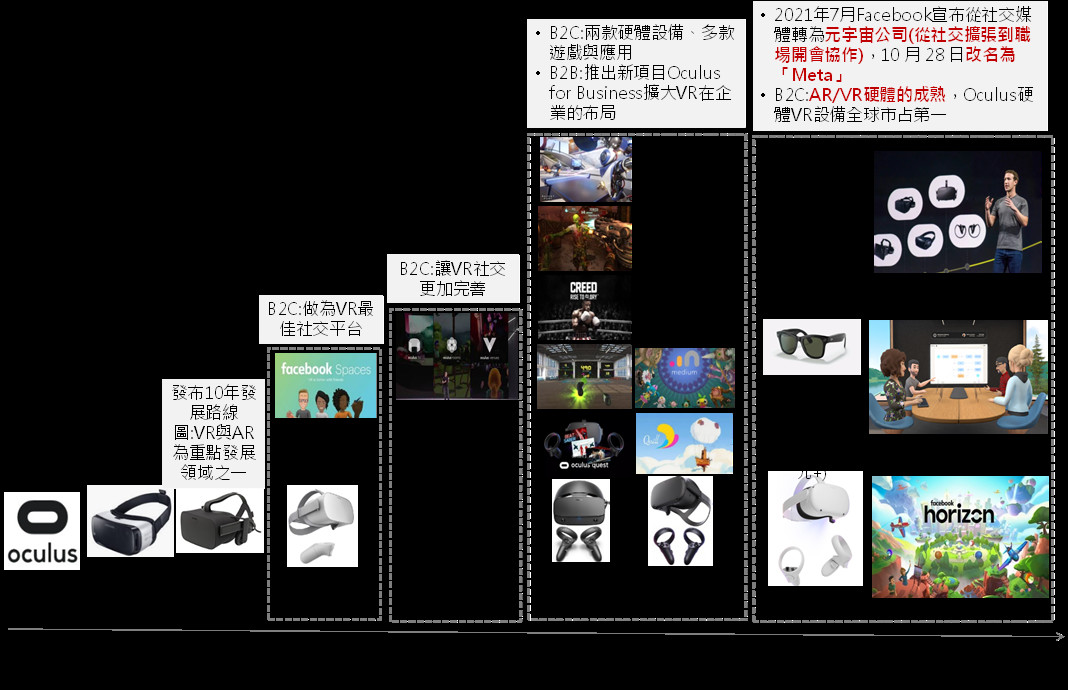 oculus
發布10年發
展路線
圖:VR與AR
為重點發展
領域之一
B2C:做為VR最
佳社交平台
facebook Spaces
B2C:讓VR社交
更加完善
• B2C:兩款硬體設備、多款
遊戲與應用
• B2B:推出新項目Oculus
for Business擴大VR在企
業的布局
CREED
RISE TO GLORY
medium
oculus quest
Quill
• 2021年7月Facebook宣布從社交媒
體轉為元宇宙公司(從社交擴張到職
場開會協作)，10 月 28 日改名為
「Meta」
• B2C:AR/VR硬體的成熟，Oculus硬
體VR設備全球市占第一
元+)
facebook
horizon